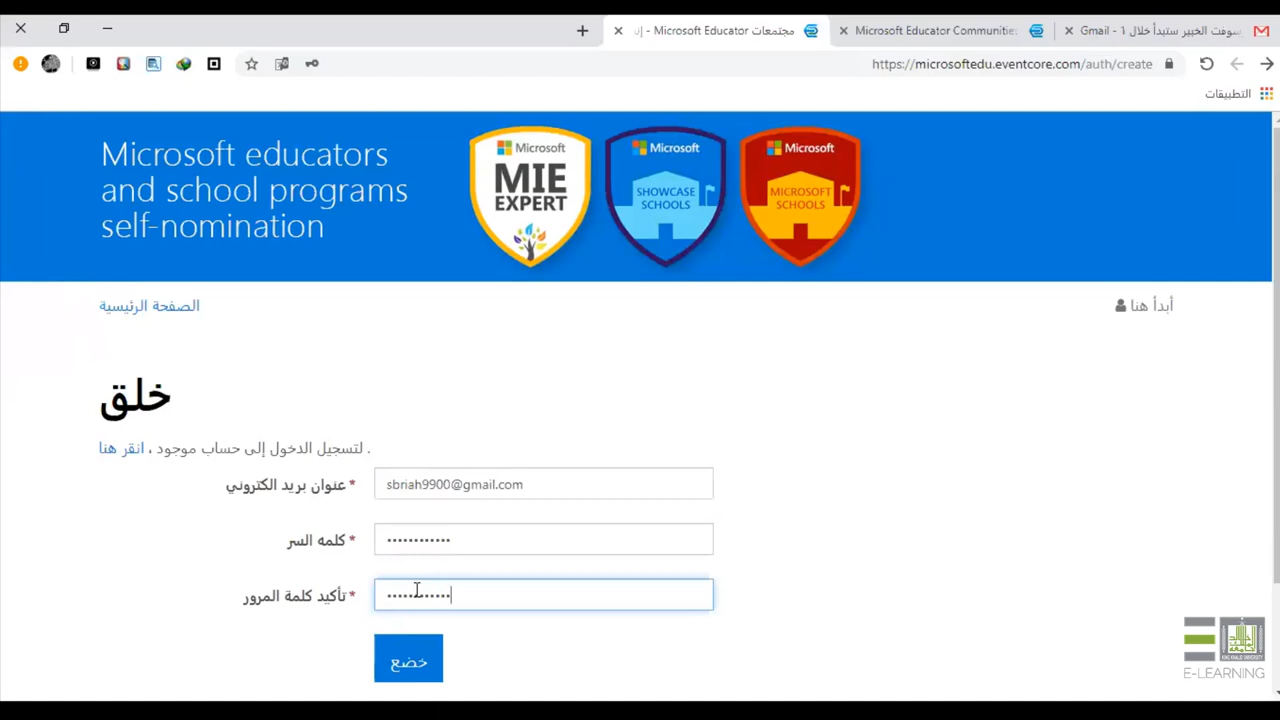 مجتمعات Microsoft Educator - إن
Microsoft Educator Communities
Gmail - سوفت الخبير ستبدأ خلال 1
https://microsoftedu.eventcore.com/auth/create
التطبيقات
Microsoft educators
and school programs
self-nomination
Microsoft
MIE
EXPERT
Microsoft
SHOWCASE
SCHOOLS
Microsoft
MICROSOFT
SCHOOLS
الصفحة الرئيسية
أبدأ هنا
خلق
لتسجيل الدخول إلى حساب موجود ، انقر هنا .
* عنوان بريد الكتروني
sbriah9900@gmail.com
* كلمه السر
* تأكيد كلمة المرور
خضع
KING KHALID UNIVERSITY
E-LEARNING